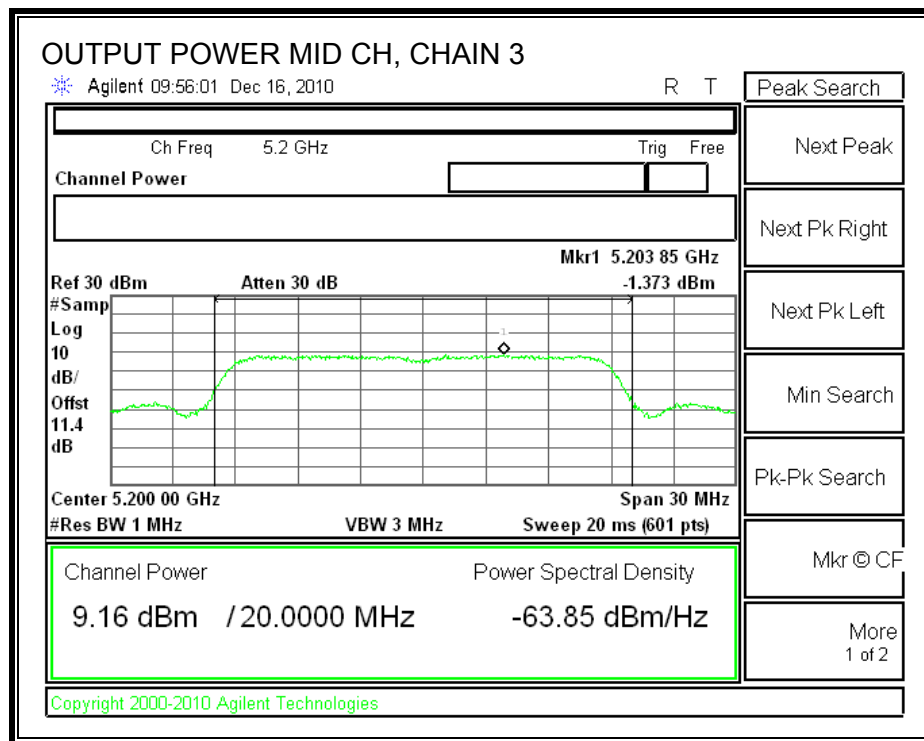 OUTPUT POWER MID CH, CHAIN 3
Agilent 09:56:01 Dec 16, 2010 R T
Peak Search
Ch Freq 5.2 GHz Trig Free
Channel Power
Next Peak
Next Pk Right
Mkr1 5.203 85 GHz
Ref 30 dBm Atten 30 dB -1.373 dBm
#Samp
Log
10
dB/
Offst
11.4
dB
1
Next Pk Left
Min Search
Pk-Pk Search
Center 5.200 00 GHz Span 30 MHz
#Res BW 1 MHz VBW 3 MHz Sweep 20 ms (601 pts)
Mkr © CF
Channel Power Power Spectral Density
9.16 dBm / 20.0000 MHz -63.85 dBm/Hz
More
1 of 2
Copyright 2000-2010 Agilent Technologies